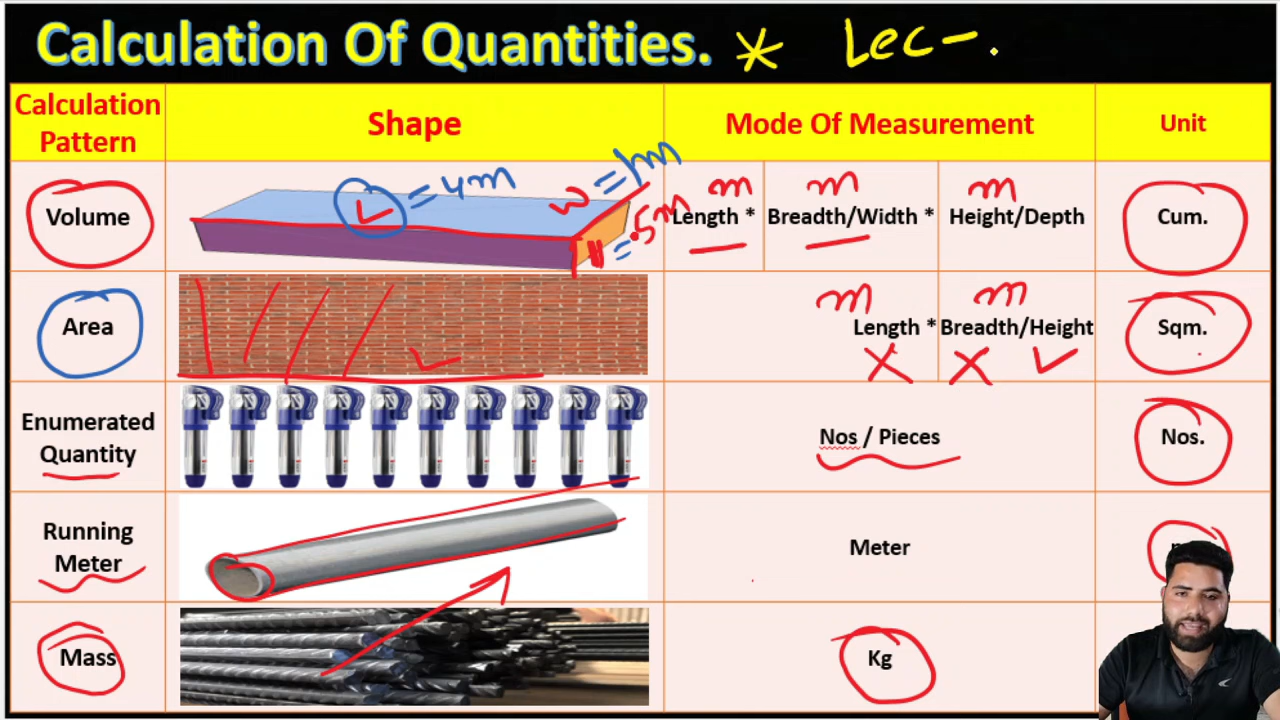 Calculation Of Quantities. * Lec-.
Calculation Pattern
Shape
Mode Of Measurement
Unit
Volume
L = 4m
W = 1m
H = .5m
m
Length *
m
Breadth/Width *
m
Height/Depth
Cum.
Area
m
Length *
m
Breadth/Height
Sqm.
Enumerated
Quantity
Nos / Pieces
Nos.
Running
Meter
Meter
Mass
Kg